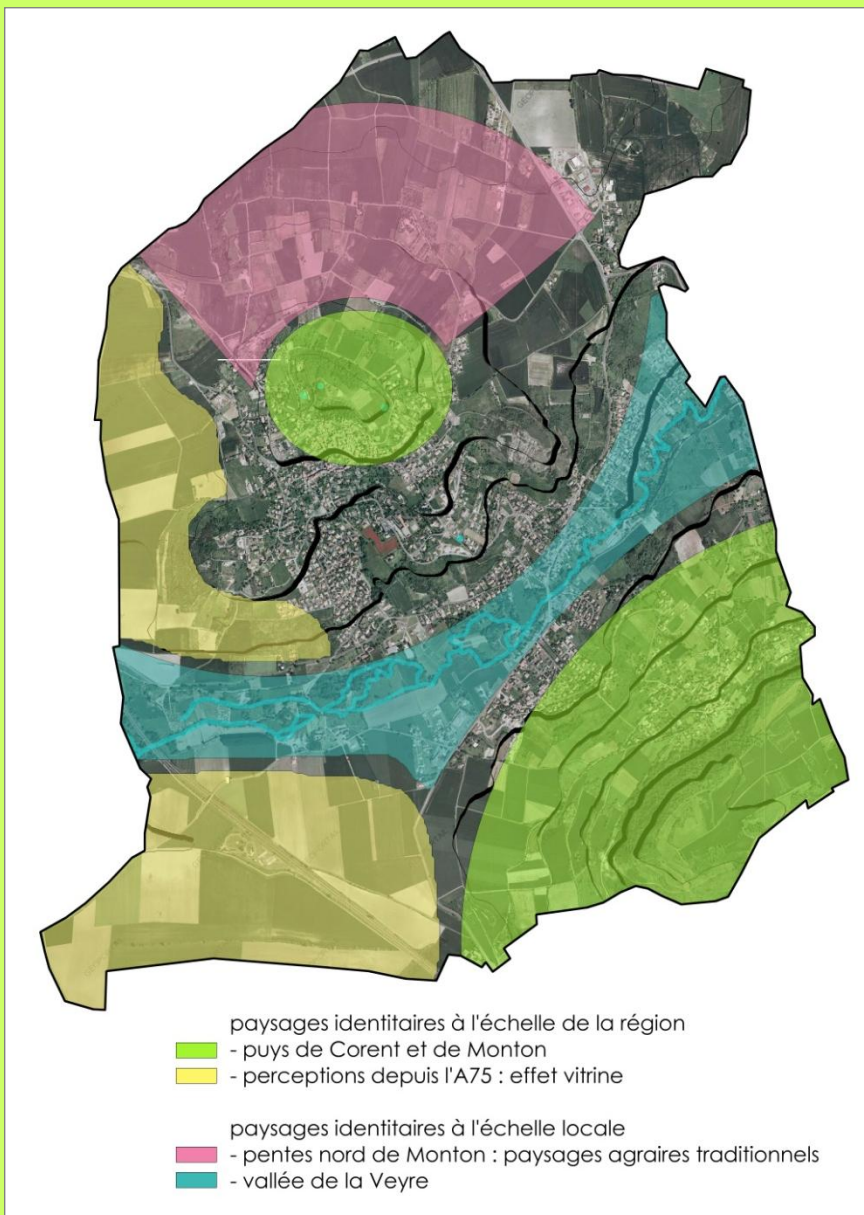 paysages identitaires à l'échelle de la région
- puys de Corent et de Monton
- perceptions depuis l'A75 : effet vitrine
paysages identitaires à l'échelle locale
- pentes nord de Monton : paysages agraires traditionnels
- vallée de la Veyre